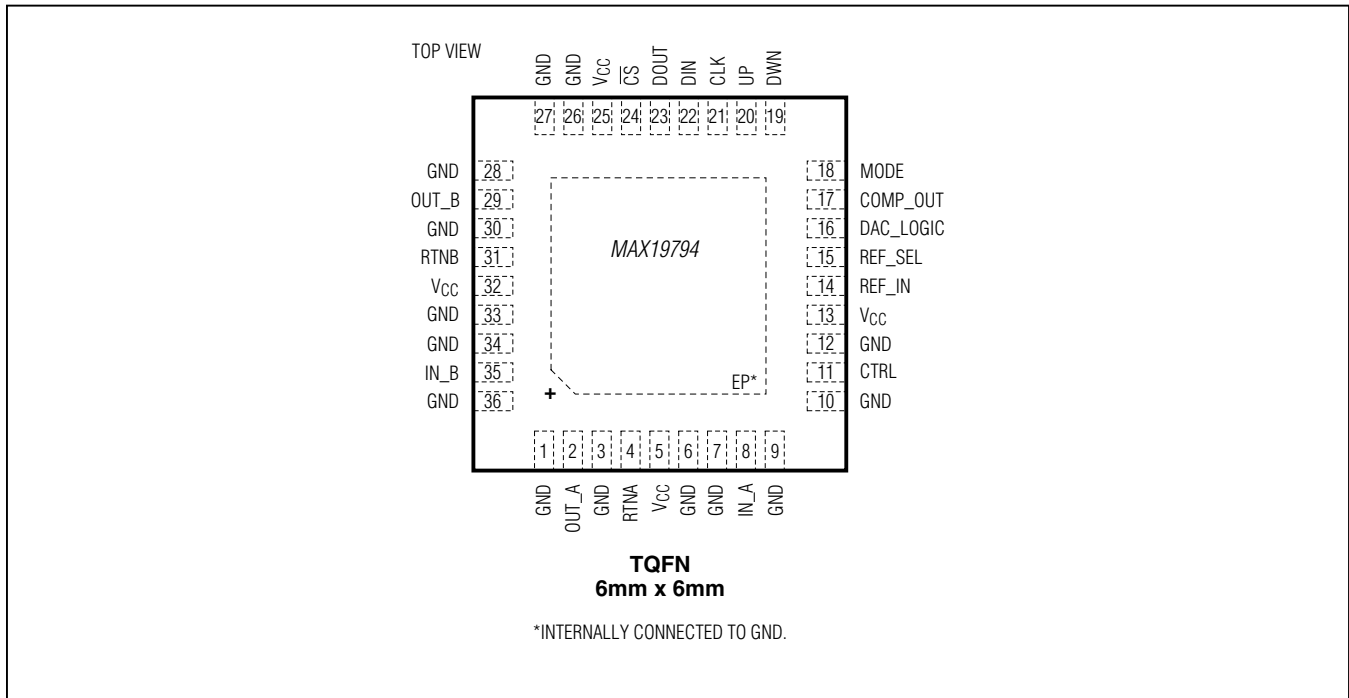 TOP VIEW
GND
GND
VCC
CS
DOUT
DIN
CLK
UP
DWN
27 26 25 24 23 22 21 20 19
GND 28
OUT_B 29
GND 30
RTNB 31
VCC 32
GND 33
GND 34
IN_B 35
GND 36
18 MODE
17 COMP_OUT
16 DAC_LOGIC
15 REF_SEL
14 REF_IN
13 VCC
12 GND
11 CTRL
10 GND
MAX19794
EP*
+
1 2 3 4 5 6 7 8 9
GND
OUT_A
GND
RTNA
VCC
GND
GND
IN_A
GND
TQFN
6mm x 6mm
*INTERNALLY CONNECTED TO GND.